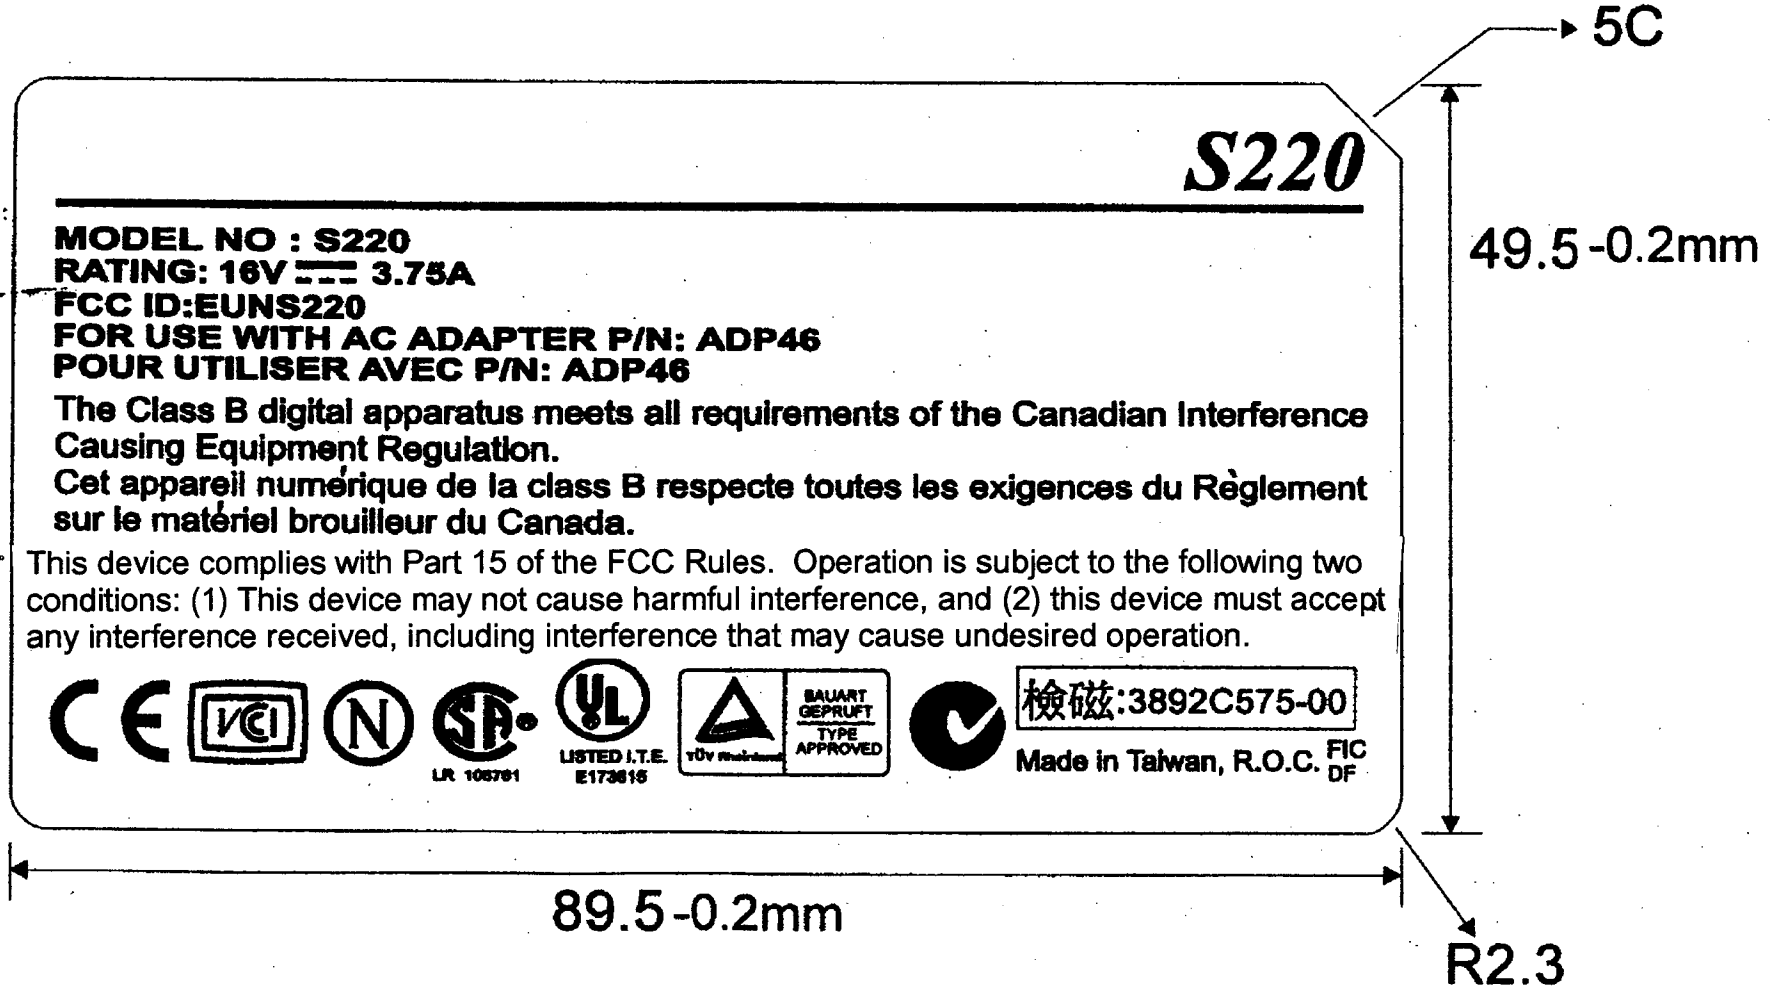 5C
S220
49.5-0.2mm
MODEL NO : S220
RATING: 16V 3.75A
FCC ID:EUNS220
FOR USE WITH AC ADAPTER P/N: ADP46
POUR UTILISER AVEC P/N: ADP46
The Class B digital apparatus meets all requirements of the Canadian Interference
Causing Equipment Regulation.
Cet appareil numérique de la class B respecte toutes les exigences du Règlement
sur le matériel brouilleur du Canada.
This device complies with Part 15 of the FCC Rules. Operation is subject to the following two
conditions: (1) This device may not cause harmful interference, and (2) this device must accept
any interference received, including interference that may cause undesired operation.
CE
VCI
N
SA
LR
UL
LISTED I.T.E.
TÜV Rheinland
BAUART
GEPRUFT
TYPE
APPROVED
檢磁:3892C575-00
Made in Taiwan, R.O.C. FIC
DF
89.5-0.2mm
R2.3